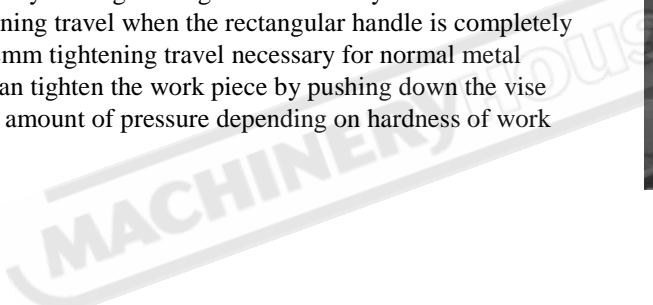 ning travel when the rectangular handle is completely
mm tightening travel necessary for normal metal
an tighten the work piece by pushing down the vise
amount of pressure depending on hardness of work
MACHINERYHOUS